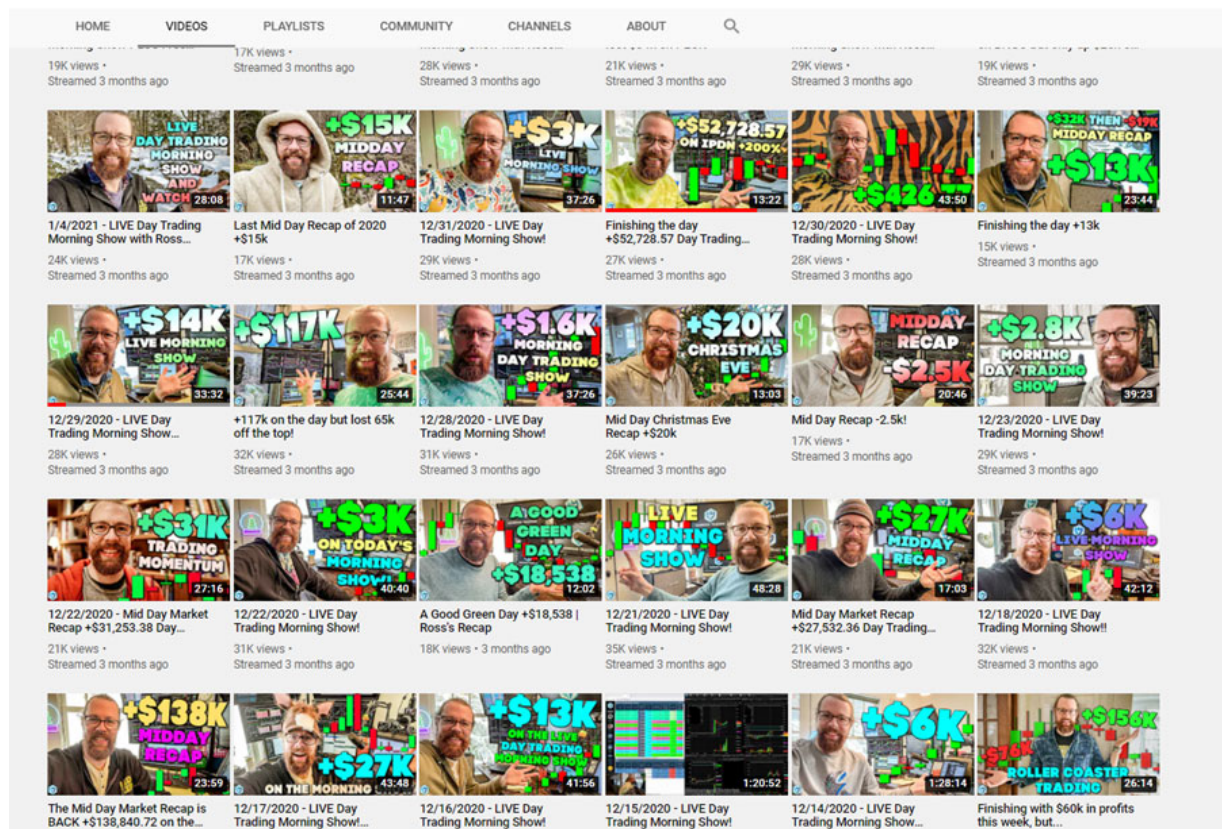 HOME VIDEOS PLAYLISTS COMMUNITY CHANNELS ABOUT
19K views •
Streamed 3 months ago
17K views •
Streamed 3 months ago
28K views •
Streamed 3 months ago
21K views •
Streamed 3 months ago
29K views •
Streamed 3 months ago
19K views •
Streamed 3 months ago
LIVE
DAY TRADING
MORNING
SHOW
AND
WATCH
28:08
1/4/2021 - LIVE Day Trading
Morning Show with Ross...
24K views •
Streamed 3 months ago
+$15K
MIDDAY
RECAP
11:47
Last Mid Day Recap of 2020
+$15k
17K views •
Streamed 3 months ago
+$3K
LIVE
MORNING SHOW
37:26
12/31/2020 - LIVE Day
Trading Morning Show!
29K views •
Streamed 3 months ago
+$52,728.57
ON IPDN +200%
13:22
Finishing the day
+$52,728.57 Day Trading...
27K views •
Streamed 3 months ago
+$426
43:50
12/30/2020 - LIVE Day
Trading Morning Show!
28K views •
Streamed 3 months ago
+$32K THEN -$19K
MIDDAY RECAP
+$13K
23:44
Finishing the day +13k
15K views •
Streamed 3 months ago
+$14K
LIVE MORNING
SHOW
33:32
12/29/2020 - LIVE Day
Trading Morning Show...
28K views •
Streamed 3 months ago
+$117K
25:44
+117k on the day but lost 65k
off the top!
32K views •
Streamed 3 months ago
+$1.6K
MORNING
DAY TRADING
SHOW
37:26
12/28/2020 - LIVE Day
Trading Morning Show!
31K views •
Streamed 3 months ago
+$20K
CHRISTMAS
EVE
13:03
Mid Day Christmas Eve
Recap +$20k
26K views •
Streamed 3 months ago
MIDDAY
RECAP
-$2.5K
20:46
Mid Day Recap -2.5k!
17K views •
Streamed 3 months ago
+$2.8K
MORNING
DAY TRADING
SHOW
39:23
12/23/2020 - LIVE Day
Trading Morning Show!
29K views •
Streamed 3 months ago
+$31K
TRADING
MOMENTUM
27:16
12/22/2020 - Mid Day Market
Recap +$31,253.38 Day...
21K views •
Streamed 3 months ago
+$3K
ON TODAY'S
MORNING
SHOW!
40:40
12/22/2020 - LIVE Day
Trading Morning Show!
31K views •
Streamed 3 months ago
A GOOD
GREEN
DAY
+$18,538
12:02
A Good Green Day +$18,538 |
Ross's Recap
18K views • 3 months ago
LIVE
MORNING
SHOW
48:28
12/21/2020 - LIVE Day
Trading Morning Show!
35K views •
Streamed 3 months ago
+$27K
MIDDAY
RECAP
17:03
Mid Day Market Recap
+$27,532.36 Day Trading...
21K views •
Streamed 3 months ago
+$6K
LIVE MORNING
SHOW
42:12
12/18/2020 - LIVE Day
Trading Morning Show!!
32K views •
Streamed 3 months ago
+$138K
MIDDAY
RECAP
23:59
The Mid Day Market Recap is
BACK +$138,840.72 on the...
+$27K
ON THE MORNING
43:48
12/17/2020 - LIVE Day
Trading Morning Show!...
+$13K
ON THE LIVE
DAY TRADING
MORNING SHOW
41:56
12/16/2020 - LIVE Day
Trading Morning Show!
1:20:52
12/15/2020 - LIVE Day
Trading Morning Show!
+$6K
1:28:14
12/14/2020 - LIVE Day
Trading Morning Show...
+$156K
-$76K
ROLLER COASTER
TRADING
26:14
Finishing with $60k in profits
this week, but...